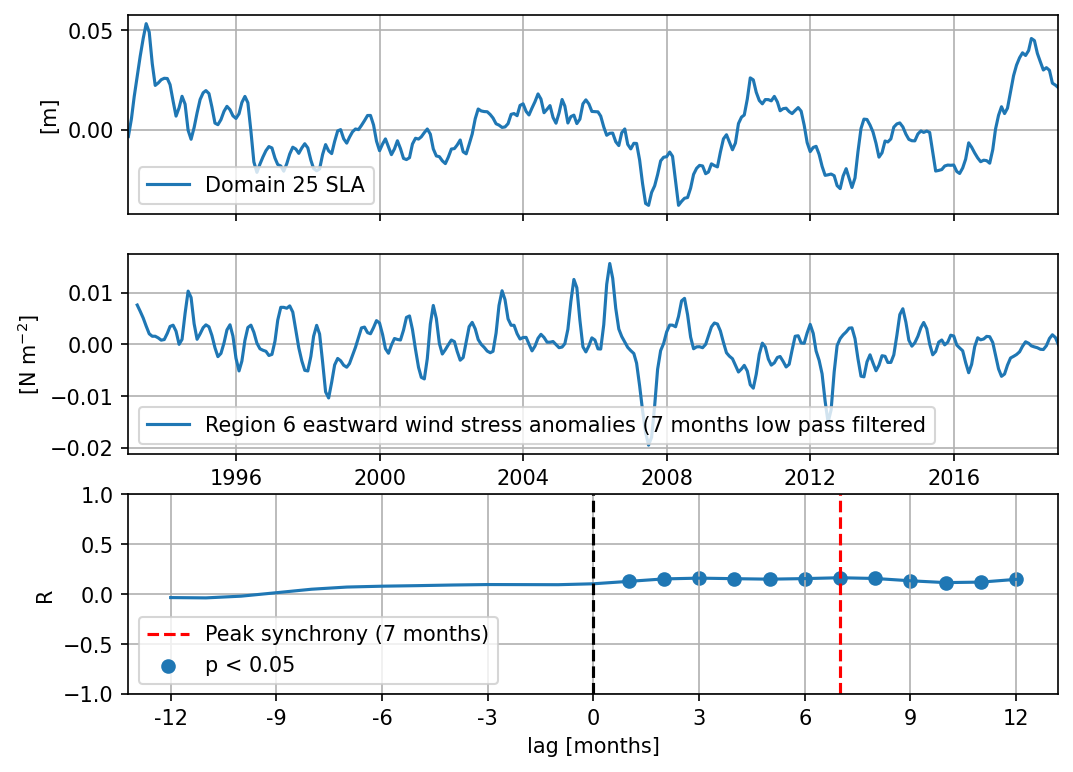 0.05
0.00
[m]
Domain 25 SLA
0.01
0.00
−0.01
−0.02
[N m⁻²]
Region 6 eastward wind stress anomalies (7 months low pass filtered
1996 2000 2004 2008 2012 2016
1.0
0.5
0.0
−0.5
−1.0
R
Peak synchrony (7 months)
p < 0.05
-12 -9 -6 -3 0 3 6 9 12
lag [months]